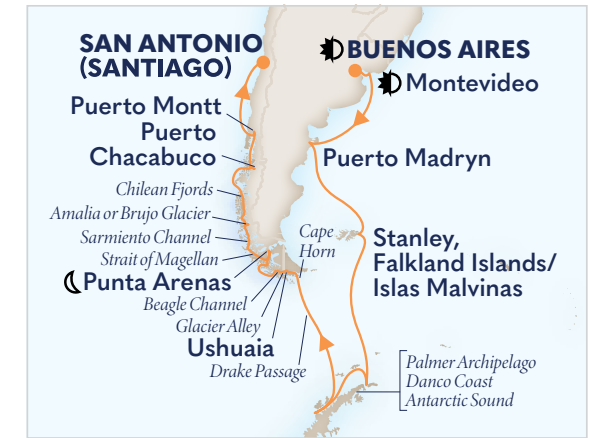 SAN ANTONIO
(SANTIAGO)
BUENOS AIRES
Montevideo
Puerto Montt
Puerto
Chacabuco
Puerto Madryn
Chilean Fjords
Amalia or Brujo Glacier
Sarmiento Channel
Strait of Magellan
Cape
Horn
Stanley,
Falkland Islands/
Islas Malvinas
Punta Arenas
Beagle Channel
Glacier Alley
Ushuaia
Drake Passage
Palmer Archipelago
Danco Coast
Antarctic Sound